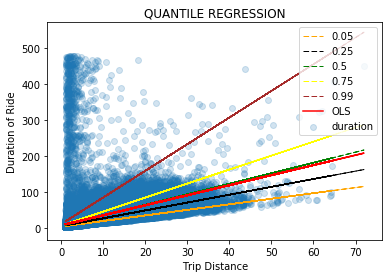 QUANTILE REGRESSION
0.05
0.25
0.5
0.75
0.99
OLS
duration
500
400
300
200
100
0
Duration of Ride
0 10 20 30 40 50 60 70
Trip Distance